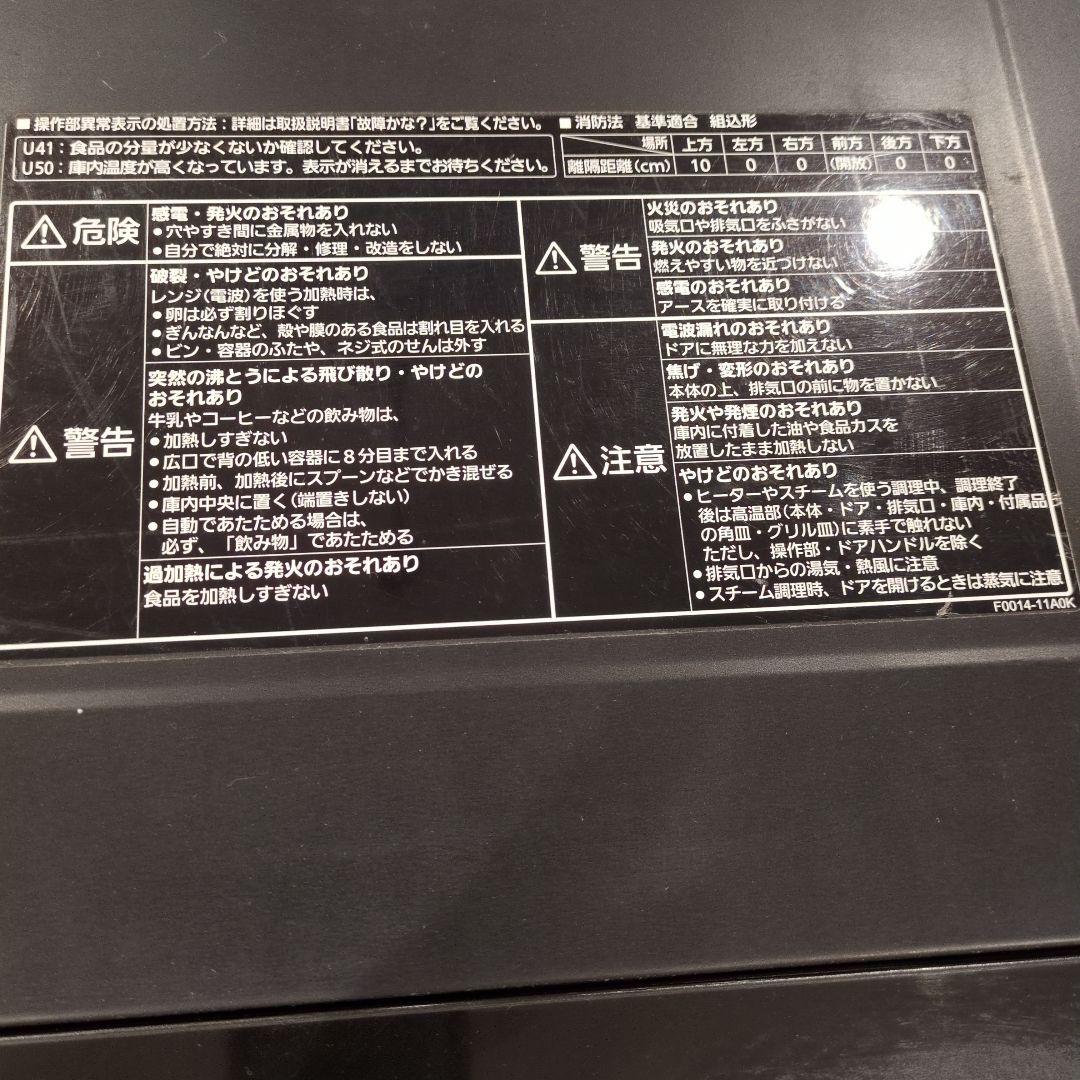 ■ 操作部異常表示の処置方法：詳細は取扱説明書「故障かな？」をご覧ください。
U41：食品の分量が少なくないか確認してください。
U50：庫内温度が高くなっています。表示が消えるまでお待ちください。
■ 消防法 基準適合 組込形
場所 上方 左方 右方 前方 後方 下方
離隔距離(cm) 10 0 0 (開放) 0 0
危険
感電・発火のおそれあり
●穴やすき間に金属物を入れない
●自分で絶対に分解・修理・改造をしない
警告
破裂・やけどのおそれあり
レンジ(電波)を使う加熱時は、
●卵は必ず割りほぐす
●ぎんなんなど、殻や膜のある食品は割れ目を入れる
●ビン・容器のふたや、ネジ式のせんは外す
突然の沸とうによる飛び散り・やけどの
おそれあり
牛乳やコーヒーなどの飲み物は、
●加熱しすぎない
●広口で背の低い容器に8分目まで入れる
●加熱前、加熱後にスプーンなどでかき混ぜる
●庫内中央に置く(端置きしない)
●自動であたためる場合は、
必ず、「飲み物」であたためる
過加熱による発火のおそれあり
食品を加熱しすぎない
警告
火災のおそれあり
吸気口や排気口をふさがない
発火のおそれあり
燃えやすい物を近づけない
感電のおそれあり
アースを確実に取り付ける
注意
電波漏れのおそれあり
ドアに無理な力を加えない
焦げ・変形のおそれあり
本体の上、排気口の前に物を置かない
発火や発煙のおそれあり
庫内に付着した油や食品カスを
放置したまま加熱しない
やけどのおそれあり
●ヒーターやスチームを使う調理中、調理終了
後は高温部(本体・ドア・排気口・庫内・付属品
の角皿・グリル皿)に素手で触れない
ただし、操作部・ドアハンドルを除く
●排気口からの湯気・熱風に注意
●スチーム調理時、ドアを開けるときは蒸気に注意
F0014-11A0K